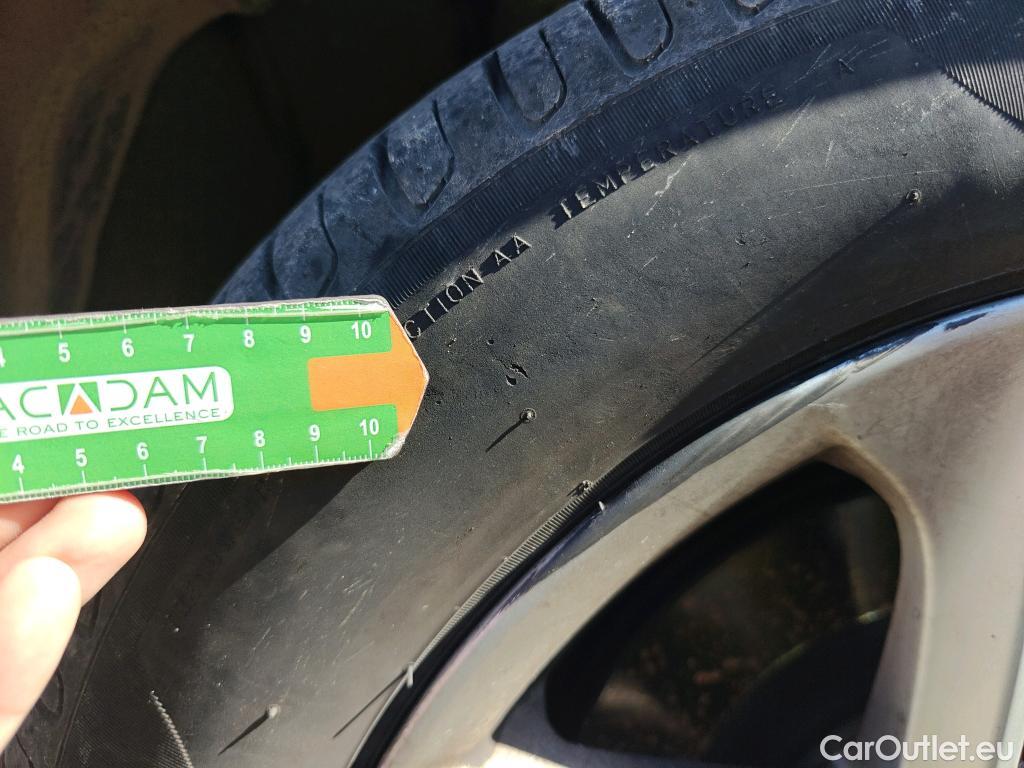 TEMPERATURE A
CTION AA
4 5 6 7 8 9 10
ACADAM
E ROAD TO EXCELLENCE
4 5 6 7 8 9 10
CarOutlet.eu